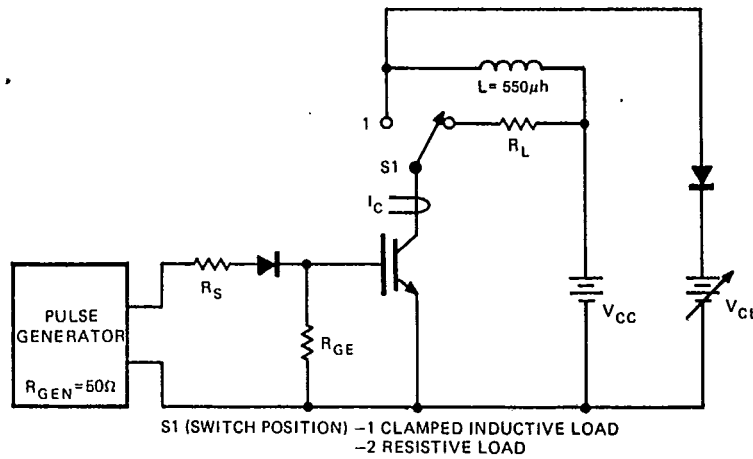 L= 550μh
1
R_L
S1
I_C
R_S
PULSE
GENERATOR
R_GEN =50Ω
R_GE
V_CC
V_Cℓ
S1 (SWITCH POSITION) –1 CLAMPED INDUCTIVE LOAD
–2 RESISTIVE LOAD